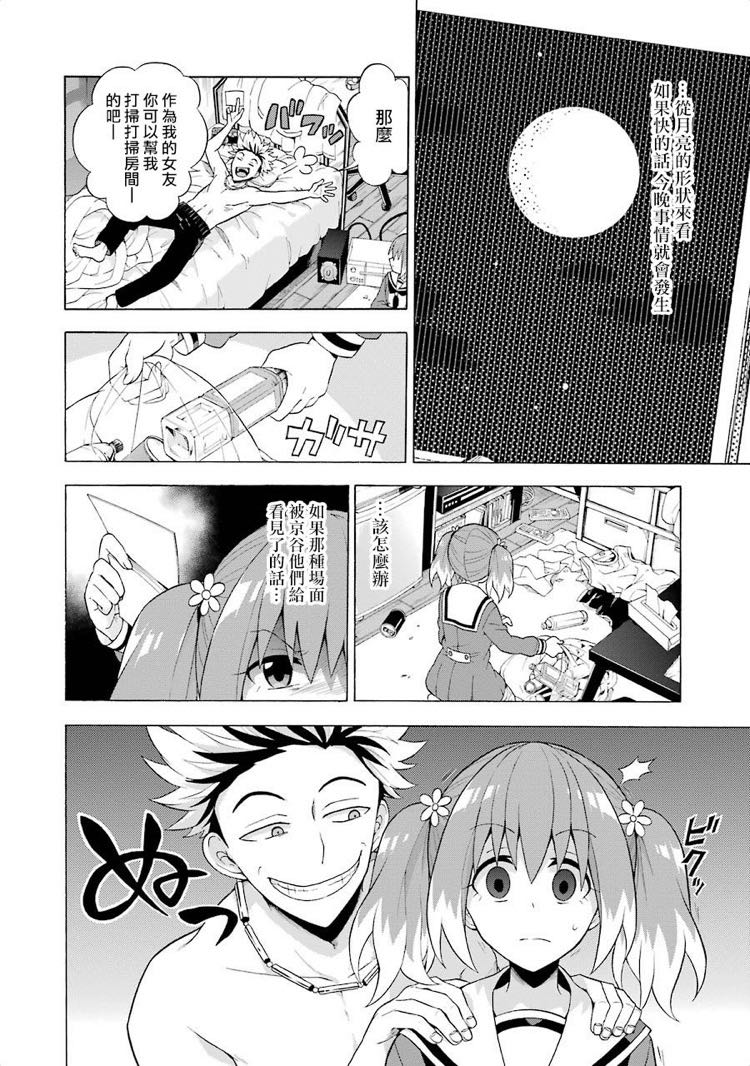 …從月亮的形狀來看
如果快的話今晚事情就會發生
那麼
作為我的女友
你可以幫我
打掃打掃房間—
的吧—
ガサ
…該怎麼辦
如果那種場面
被京谷他們給
看見了的話…
ビクッ
ぬっ